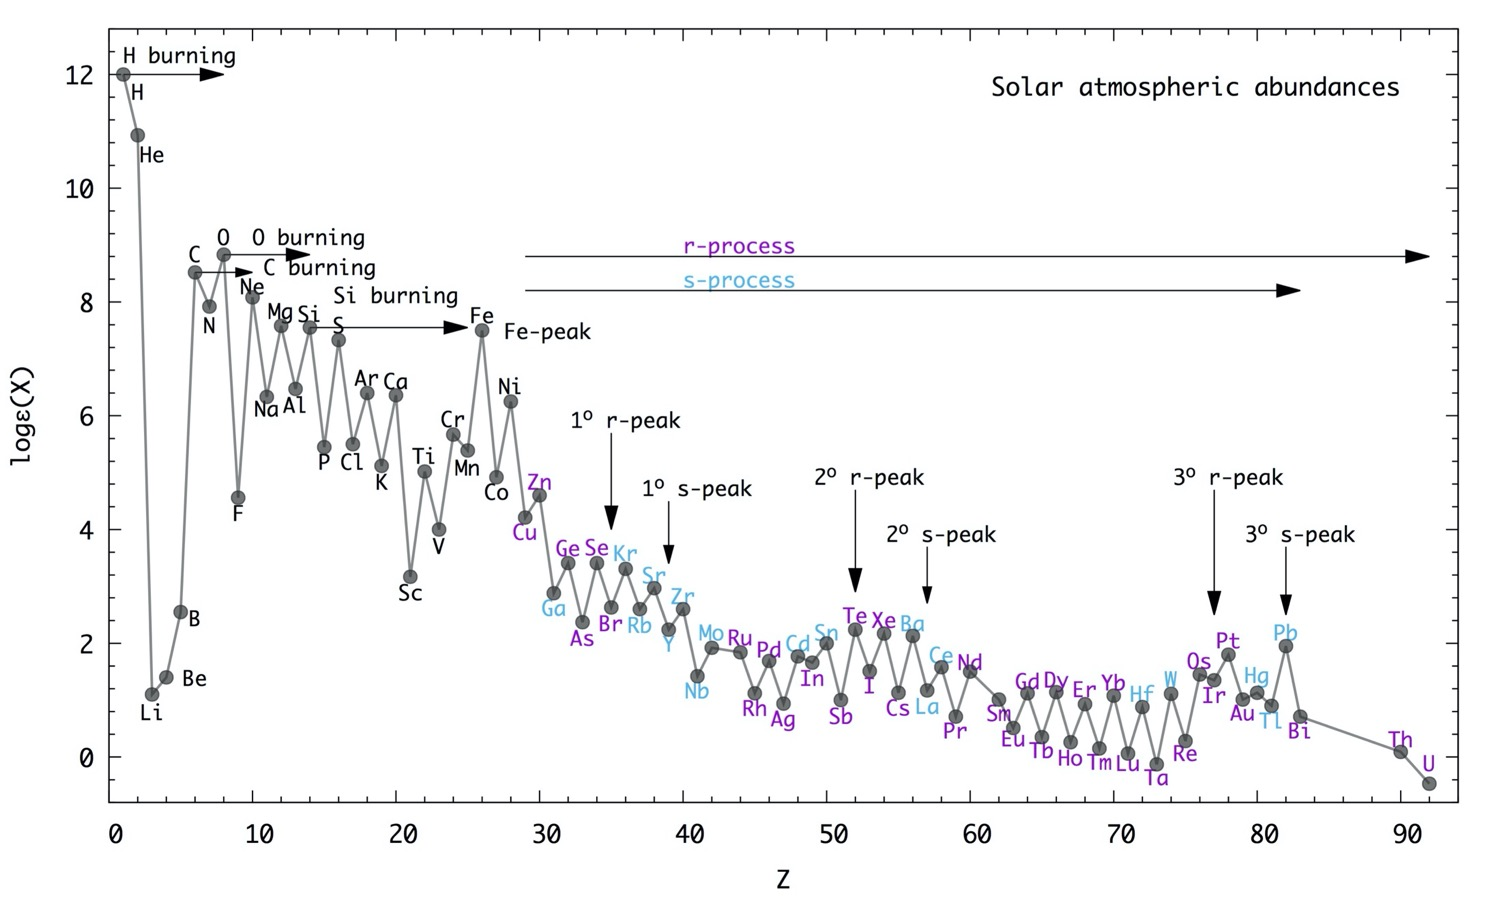 H burning
12
Solar atmospheric abundances
H
He
10
O O burning
C
C burning
r-process
s-process
Ne
8
N
Mg
Si
Si burning
S
Fe
Fe-peak
logε(X)
Ar
Ca
Ni
6
Na
Al
Cr
1º r-peak
P
Cl
K
Ti
Mn
Co
Zn
1º s-peak
2º r-peak
3º r-peak
F
4
V
Cu
2º s-peak
3º s-peak
Ge
Se
Kr
Sc
Ga
Sr
Zr
B
As
Br
Rb
Y
Mo
Ru
Pd
Cd
Sn
Te
Xe
Ba
Pb
2
Be
Nb
In
Ce
Nd
Pt
Os
Li
Rh
Ag
Sb
I
Cs
La
Pr
Sm
Gd
Dy
Er
Yb
Hf
W
Ir
Hg
Au
Tl
Bi
Eu
Tb
Ho
Tm
Lu
Ta
Re
Th
U
0
0 10 20 30 40 50 60 70 80 90
Z